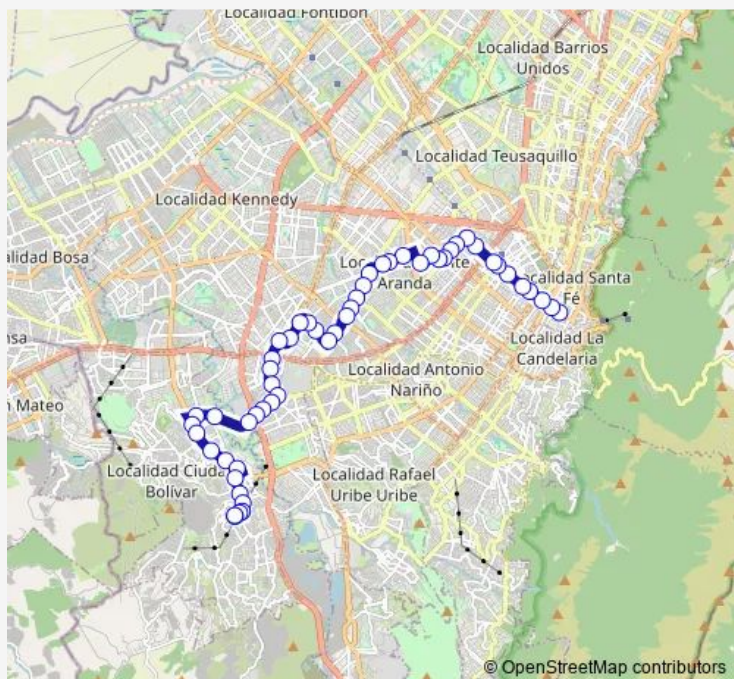 Localidad Fontibón
Localidad Barrios
Unidos
Localidad Teusaquillo
Localidad Kennedy
alidad Bosa
Aranda
ocalidad Santa
Fé
nsa
Localidad La
Candelaria
Localidad Antonio
Nariño
n Mateo
Localidad Ciuda
Bolívar
Localidad Rafael
Uribe Uribe
© OpenStreetMap contributors